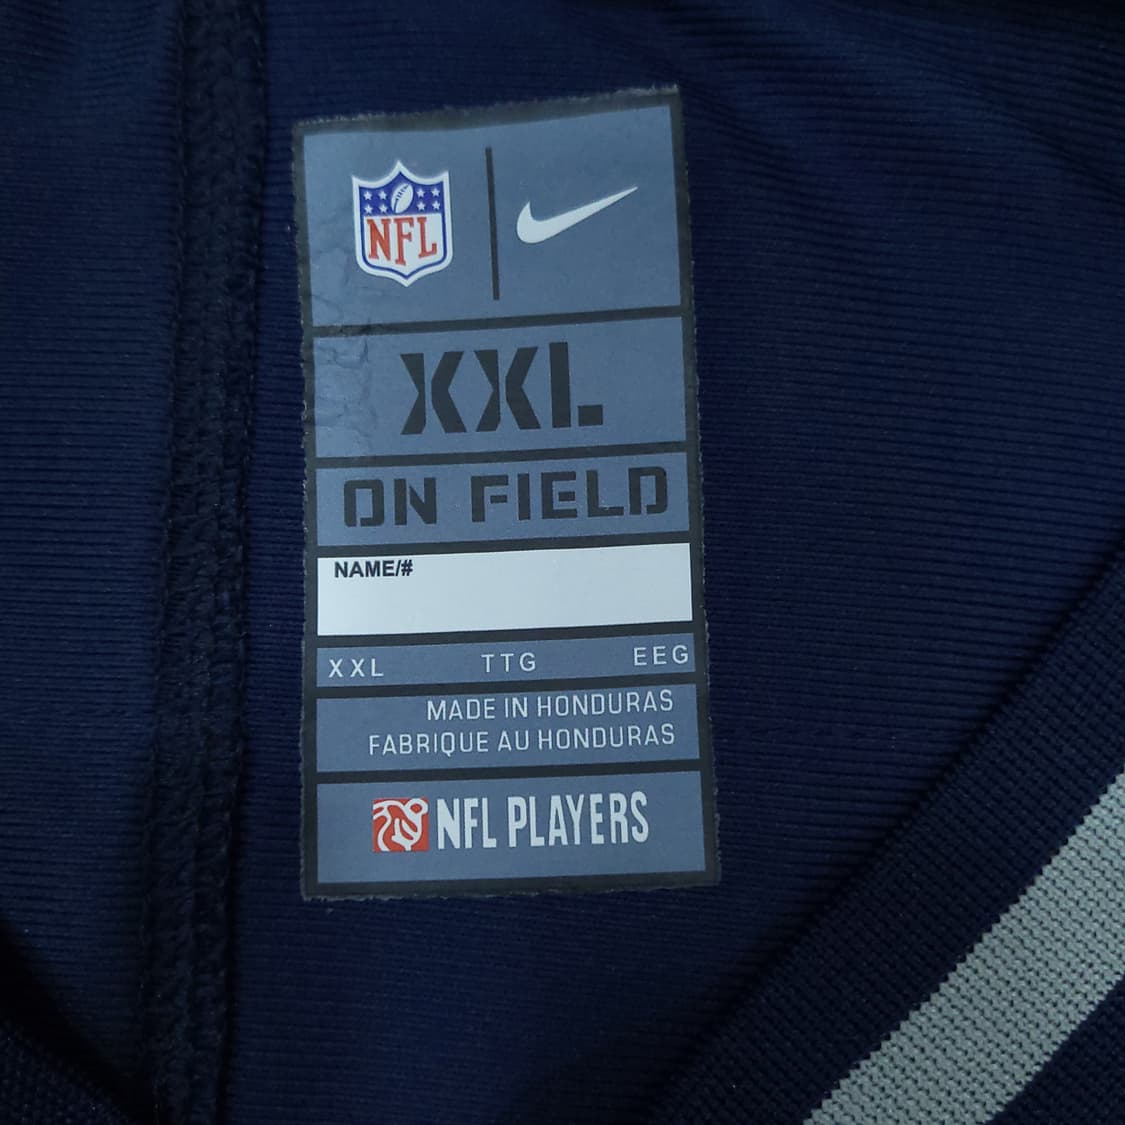 NFL
XXL
ON FIELD
NAME/#
XXL TTG EEG
MADE IN HONDURAS
FABRIQUE AU HONDURAS
NFL PLAYERS